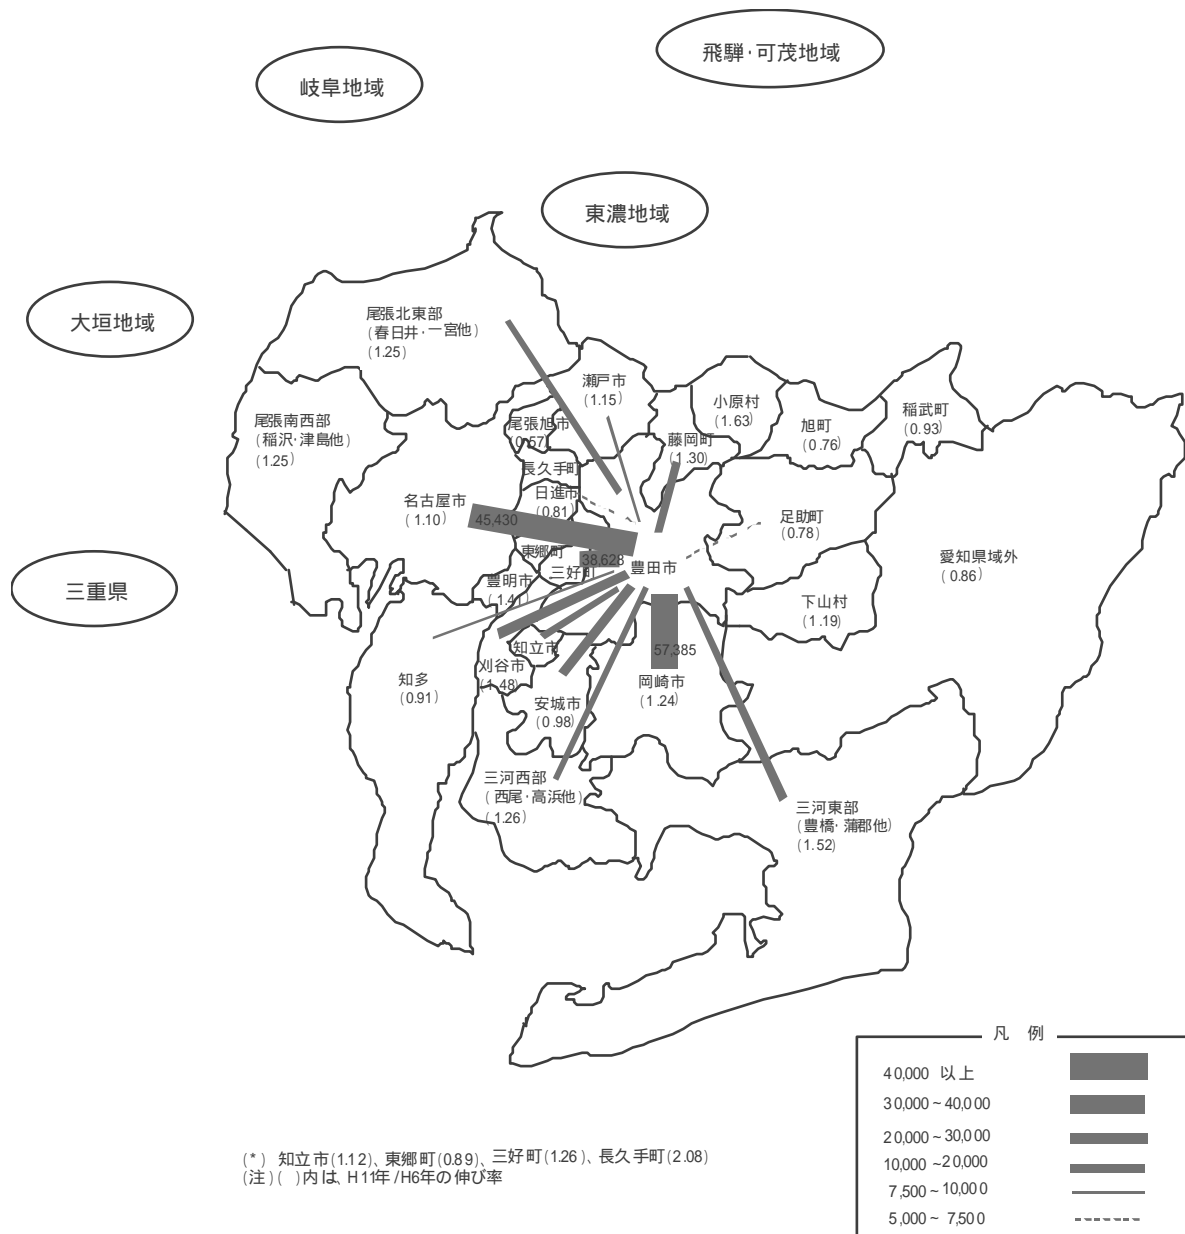 飛騨・可茂地域
岐阜地域
東濃地域
大垣地域
三重県
尾張北東部
(春日井・一宮他)
(1.25)
尾張南西部
(稲沢・津島他)
(1.25)
瀬戸市
(1.15)
尾張旭市
(0.57)
長久手町
日進市
(0.81)
名古屋市
(1.10)
45,430
東郷町
38,628
三好町
豊明市
(1.41)
豊田市
藤岡町
(1.30)
小原村
(1.63)
旭町
(0.76)
稲武町
(0.93)
足助町
(0.78)
愛知県域外
(0.86)
下山村
(1.19)
知立市
刈谷市
(1.48)
知多
(0.91)
安城市
(0.98)
57,385
岡崎市
(1.24)
三河西部
(西尾・高浜他)
(1.26)
三河東部
(豊橋・蒲郡他)
(1.52)
凡 例
40,000 以上
30,000～40,000
20,000～30,000
10,000～20,000
7,500～10,000
5,000～7,500
(*) 知立市(1.12)、東郷町(0.89)、三好町(1.26)、長久手町(2.08)
(注)( )内は、H11年/H6年の伸び率